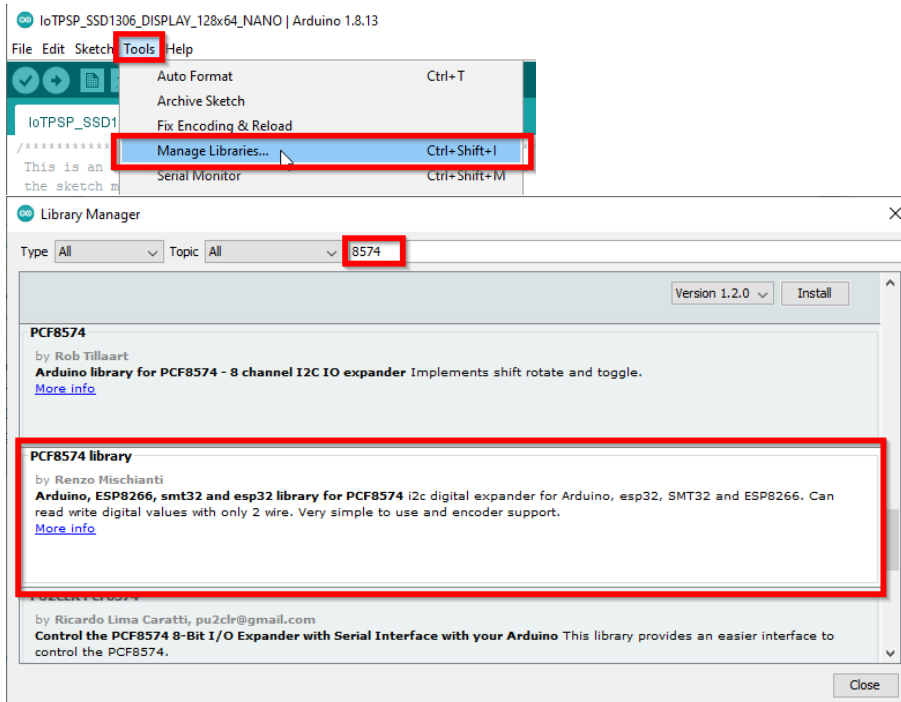 IoTPSP_SSD1306_DISPLAY_128x64_NANO | Arduino 1.8.13
File Edit Sketch Tools Help
Auto Format Ctrl+T
Archive Sketch
IoTPSP_SSD1 Fix Encoding & Reload
/*********** Manage Libraries... Ctrl+Shift+I
This is an Serial Monitor Ctrl+Shift+M
the sketch m
Library Manager
Type All Topic All 8574
Version 1.2.0 Install
PCF8574
by Rob Tillaart
Arduino library for PCF8574 - 8 channel I2C IO expander Implements shift rotate and toggle.
More info
PCF8574 library
by Renzo Mischianti
Arduino, ESP8266, smt32 and esp32 library for PCF8574 i2c digital expander for Arduino, esp32, SMT32 and ESP8266. Can
read write digital values with only 2 wire. Very simple to use and encoder support.
More info
PU2CLR PCF8574
by Ricardo Lima Caratti, pu2clr@gmail.com
Control the PCF8574 8-Bit I/O Expander with Serial Interface with your Arduino This library provides an easier interface to
control the PCF8574.
Close